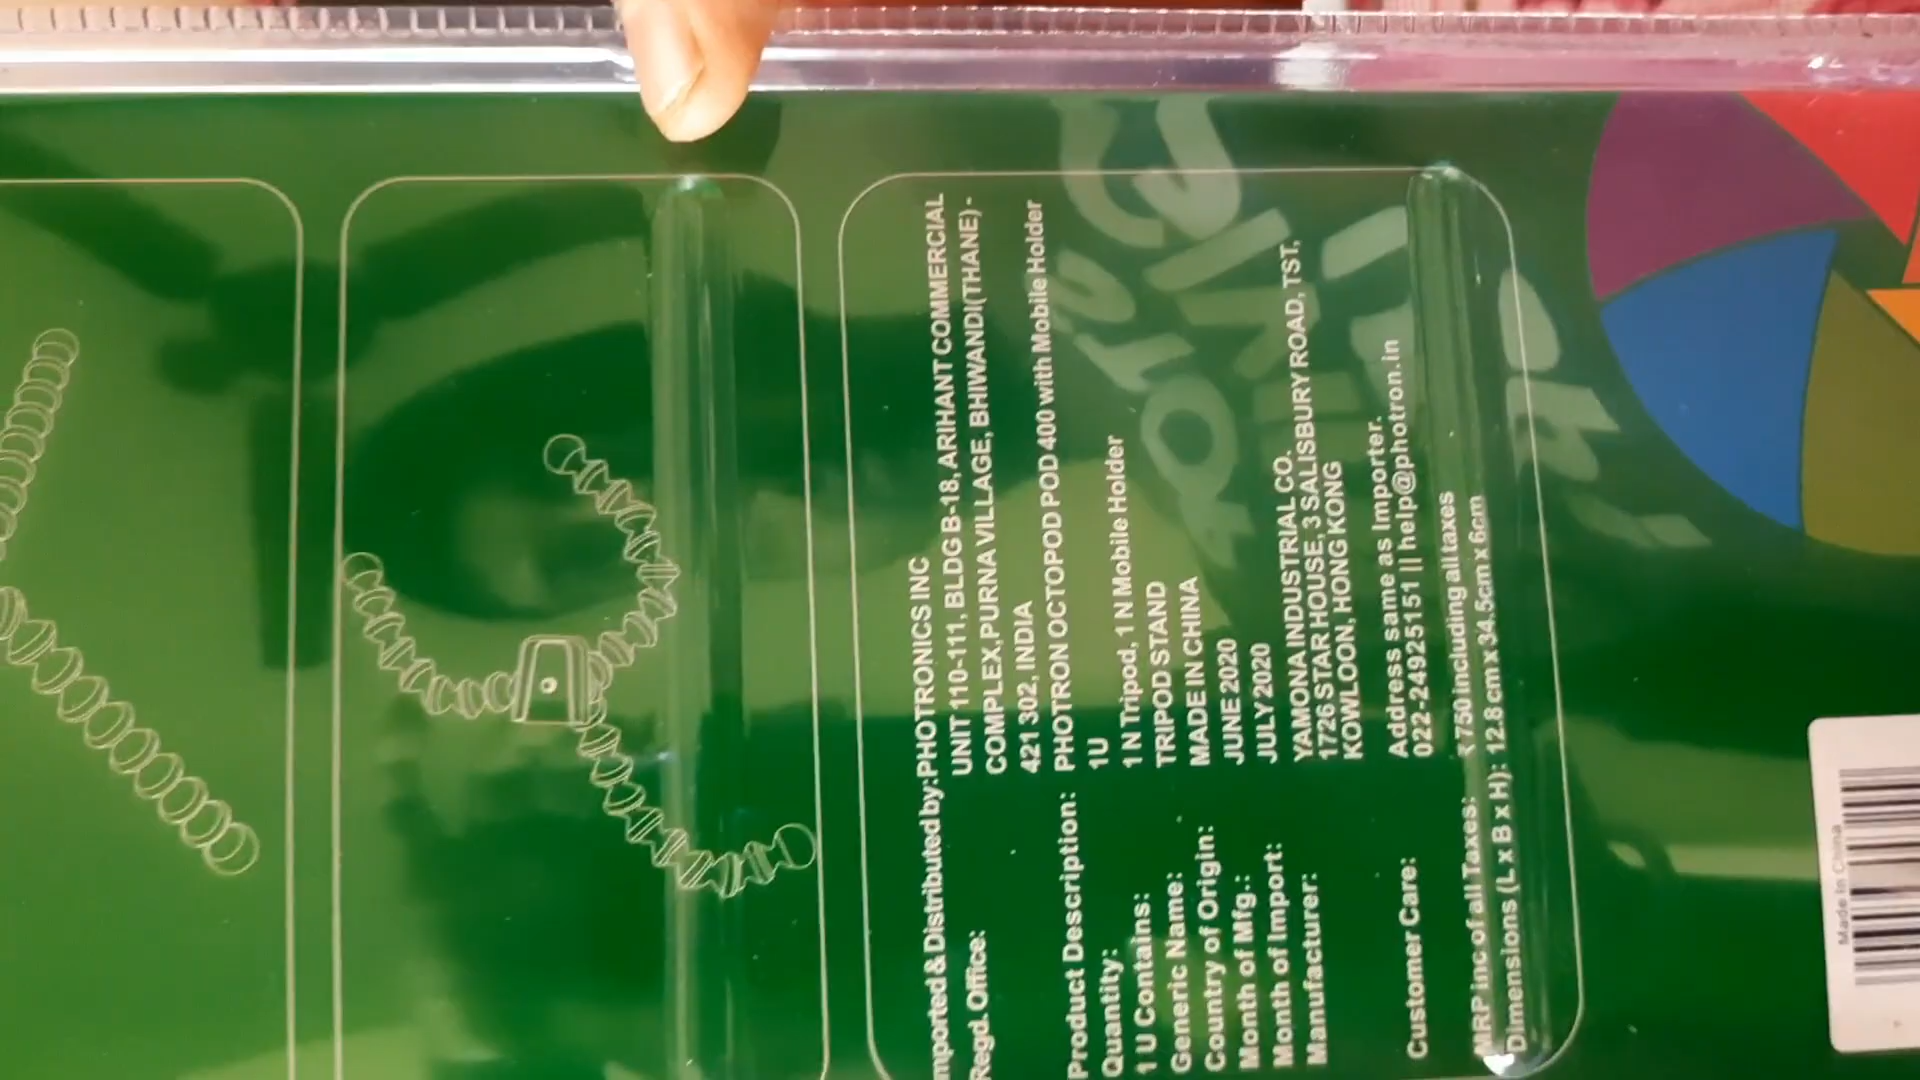 Imported & Distributed by: PHOTRONICS INC
Regd. Office: UNIT 110-111, BLDG B-18, ARIHANT COMMERCIAL
COMPLEX,PURNA VILLAGE, BHIWANDI(THANE) -
421 302, INDIA
Product Description: PHOTRON OCTOPOD POD 400 with Mobile Holder
Quantity: 1U
1 U Contains: 1 N Tripod, 1 N Mobile Holder
Generic Name: TRIPOD STAND
Country of Origin: MADE IN CHINA
Month of Mfg.: JUNE 2020
Month of Import: JULY 2020
Manufacturer: YAMONA INDUSTRIAL CO.
1726 STAR HOUSE, 3 SALISBURY ROAD, TST,
KOWLOON, HONG KONG
Customer Care: Address same as Importer.
022-24925151 || help@photron.in
MRP inc of all Taxes: ₹750 including all taxes
Dimensions (L x B x H): 12.8 cm x 34.5cm x 6cm
Made In China